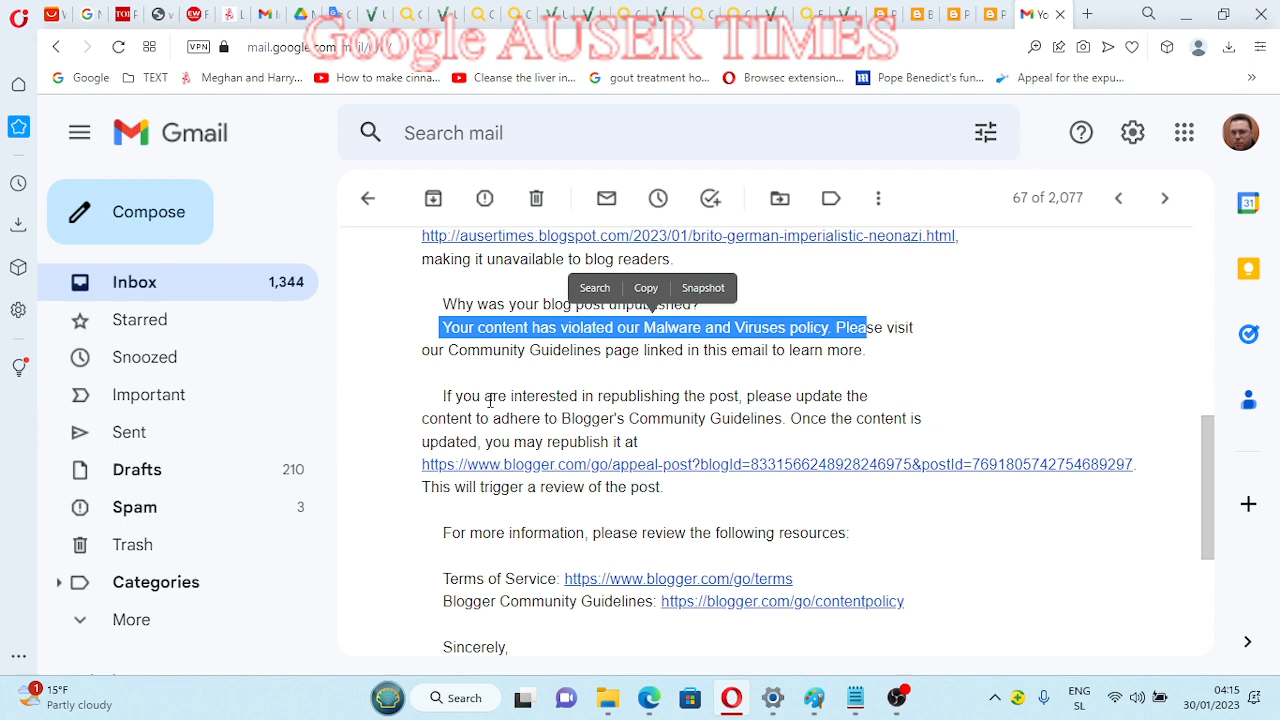 TOI F
EW
Yo
Google AUSER TIMES
VPN
mail.google.com/mail/
Google
TEXT
Meghan and Harry...
How to make cinna...
Cleanse the liver in...
gout treatment ho...
Browsec extension...
Pope Benedict's fun...
Appeal for the expu...
Gmail
Search mail
Compose
67 of 2,077
Inbox 1,344
Starred
Snoozed
Important
Sent
Drafts 210
Spam 3
Trash
Categories
More
http://ausertimes.blogspot.com/2023/01/brito-german-imperialistic-neonazi.html,
making it unavailable to blog readers.
Search Copy Snapshot
Why was your blog post unpublished?
Your content has violated our Malware and Viruses policy. Please visit
our Community Guidelines page linked in this email to learn more.
If you are interested in republishing the post, please update the
content to adhere to Blogger's Community Guidelines. Once the content is
updated, you may republish it at
https://www.blogger.com/go/appeal-post?blogId=8331566248928246975&postId=7691805742754689297.
This will trigger a review of the post.
For more information, please review the following resources:
Terms of Service: https://www.blogger.com/go/terms
Blogger Community Guidelines: https://blogger.com/go/contentpolicy
Sincerely,
31
1
15°F
Partly cloudy
Search
ENG
SL
04:15
30/01/2023